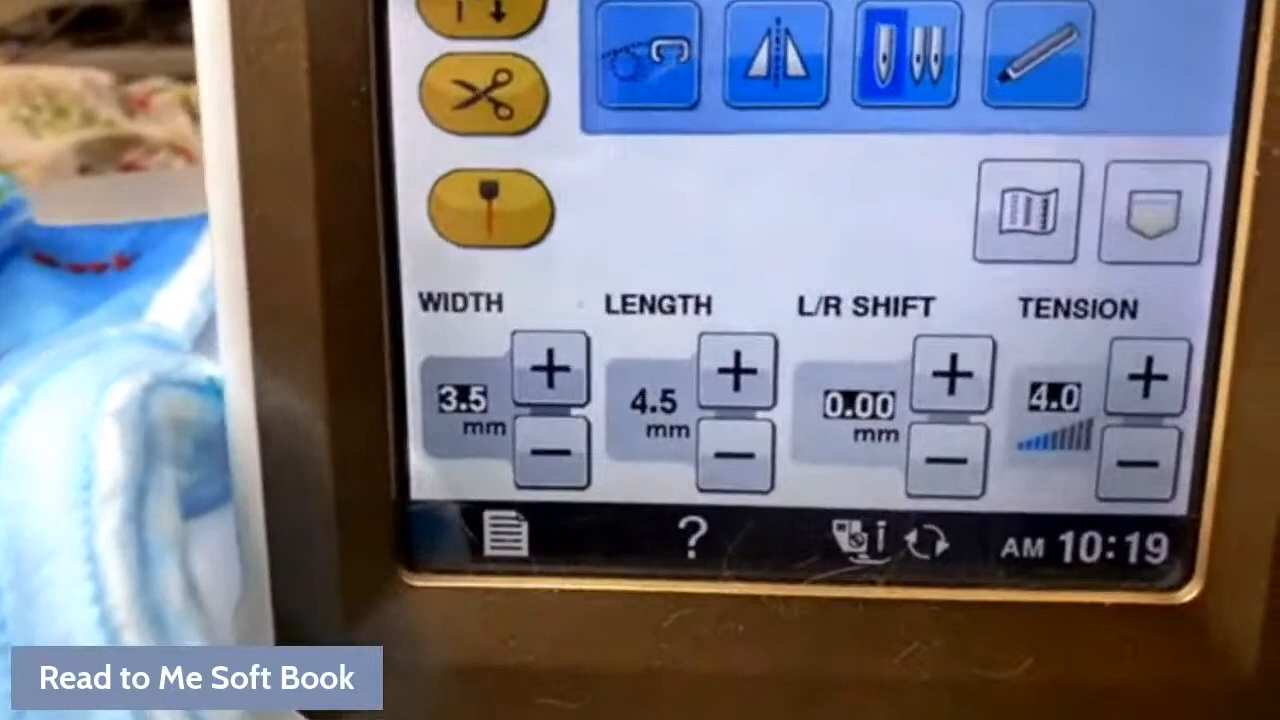 WIDTH LENGTH L/R SHIFT TENSION
3.5 mm 4.5 mm 0.00 mm 4.0
? AM 10:19
Read to Me Soft Book